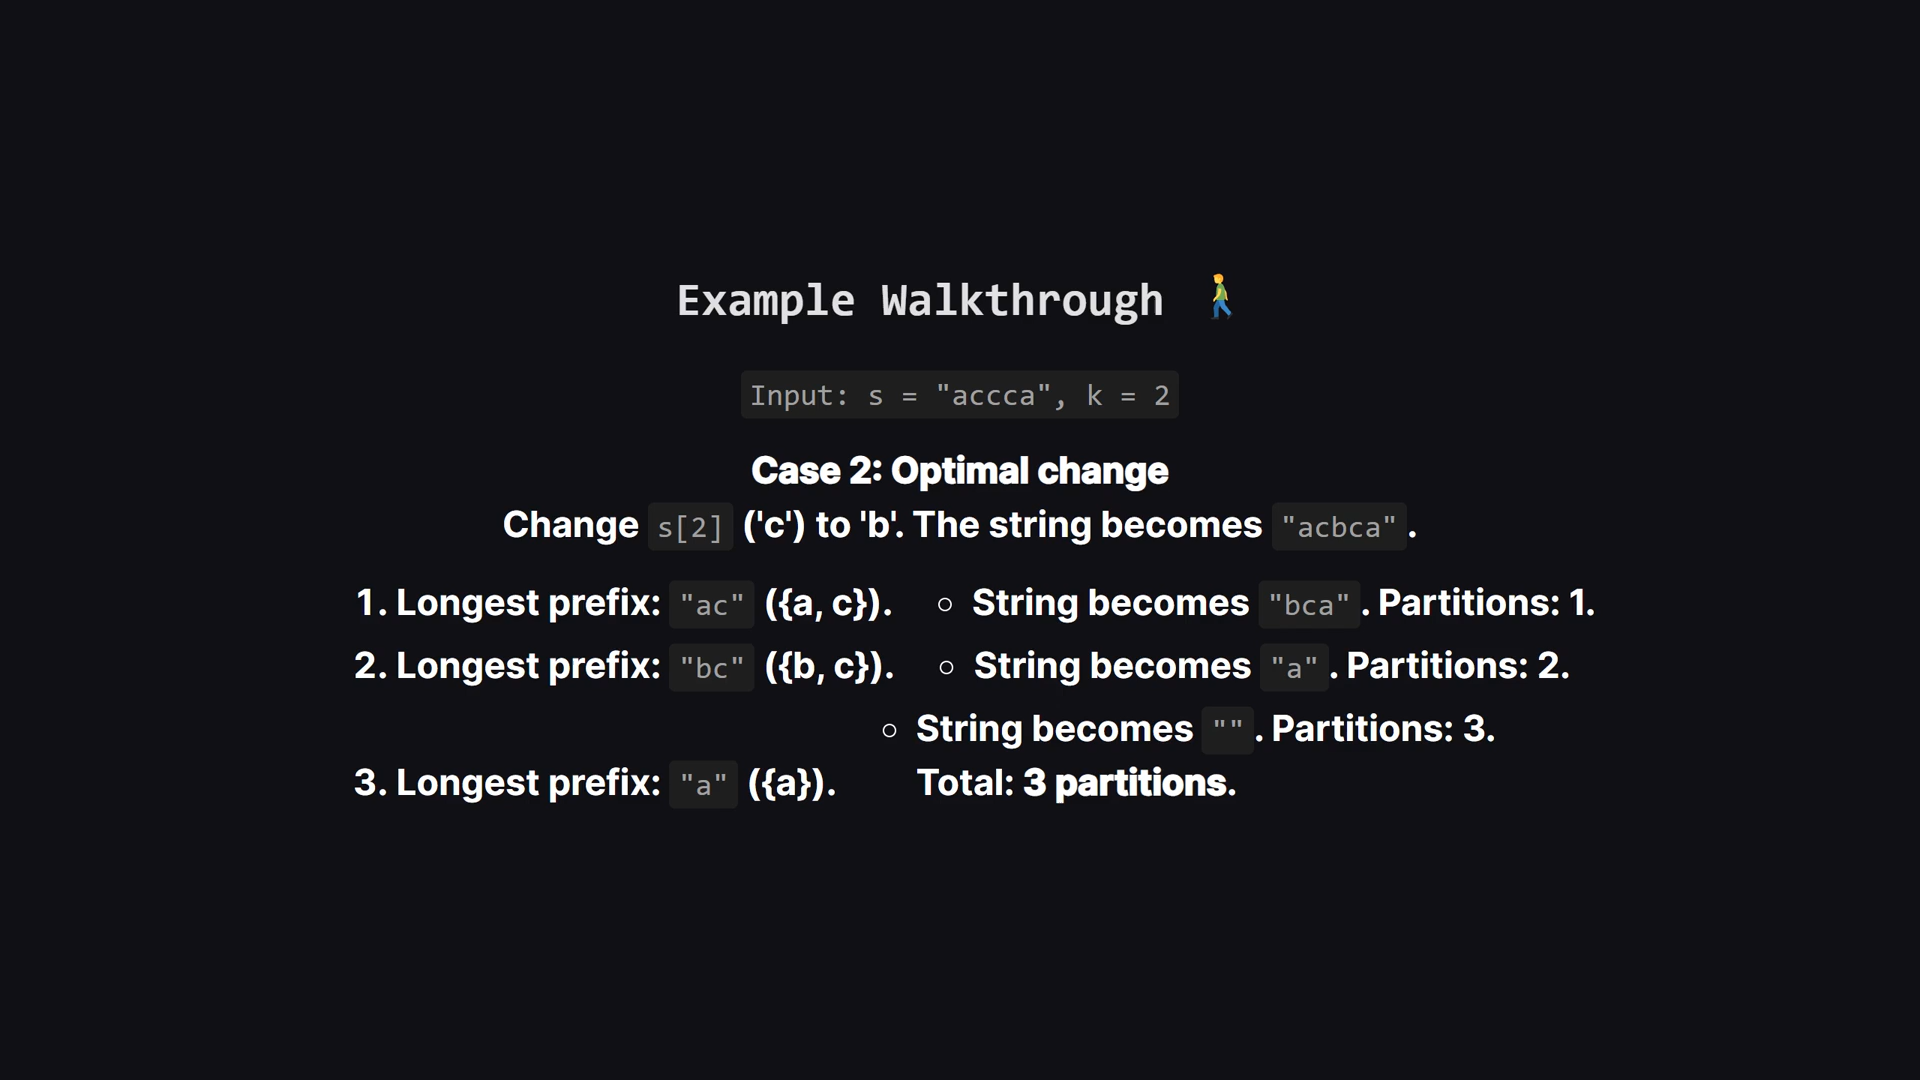 Example Walkthrough 🚶
Input: s = "accca", k = 2
Case 2: Optimal change
Change s[2] ('c') to 'b'. The string becomes "acbca".
1. Longest prefix: "ac" ({a, c}). ○ String becomes "bca". Partitions: 1.
2. Longest prefix: "bc" ({b, c}). ○ String becomes "a". Partitions: 2.
○ String becomes "". Partitions: 3.
3. Longest prefix: "a" ({a}). Total: 3 partitions.